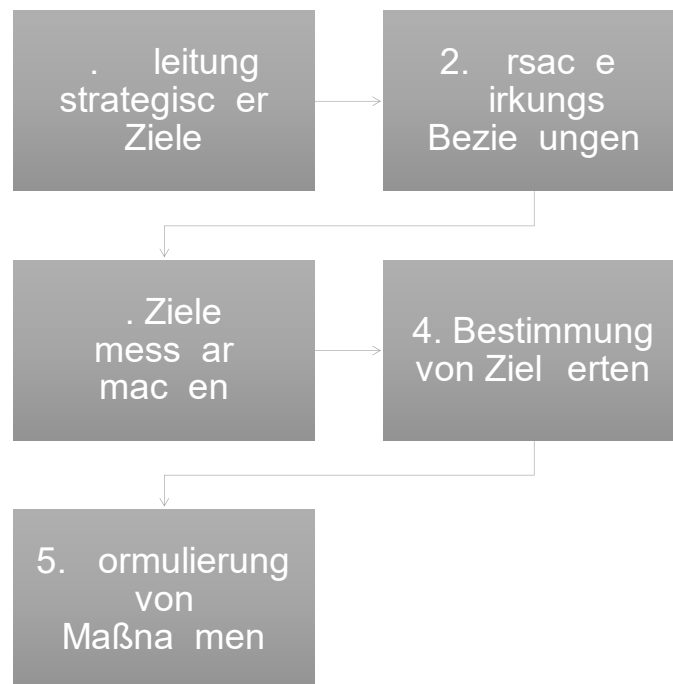 . leitung
strategisc er
Ziele
2. rsac e
irkungs
Bezie ungen
. Ziele
mess ar
mac en
4. Bestimmung
von Ziel erten
5. ormulierung
von
Maßna men